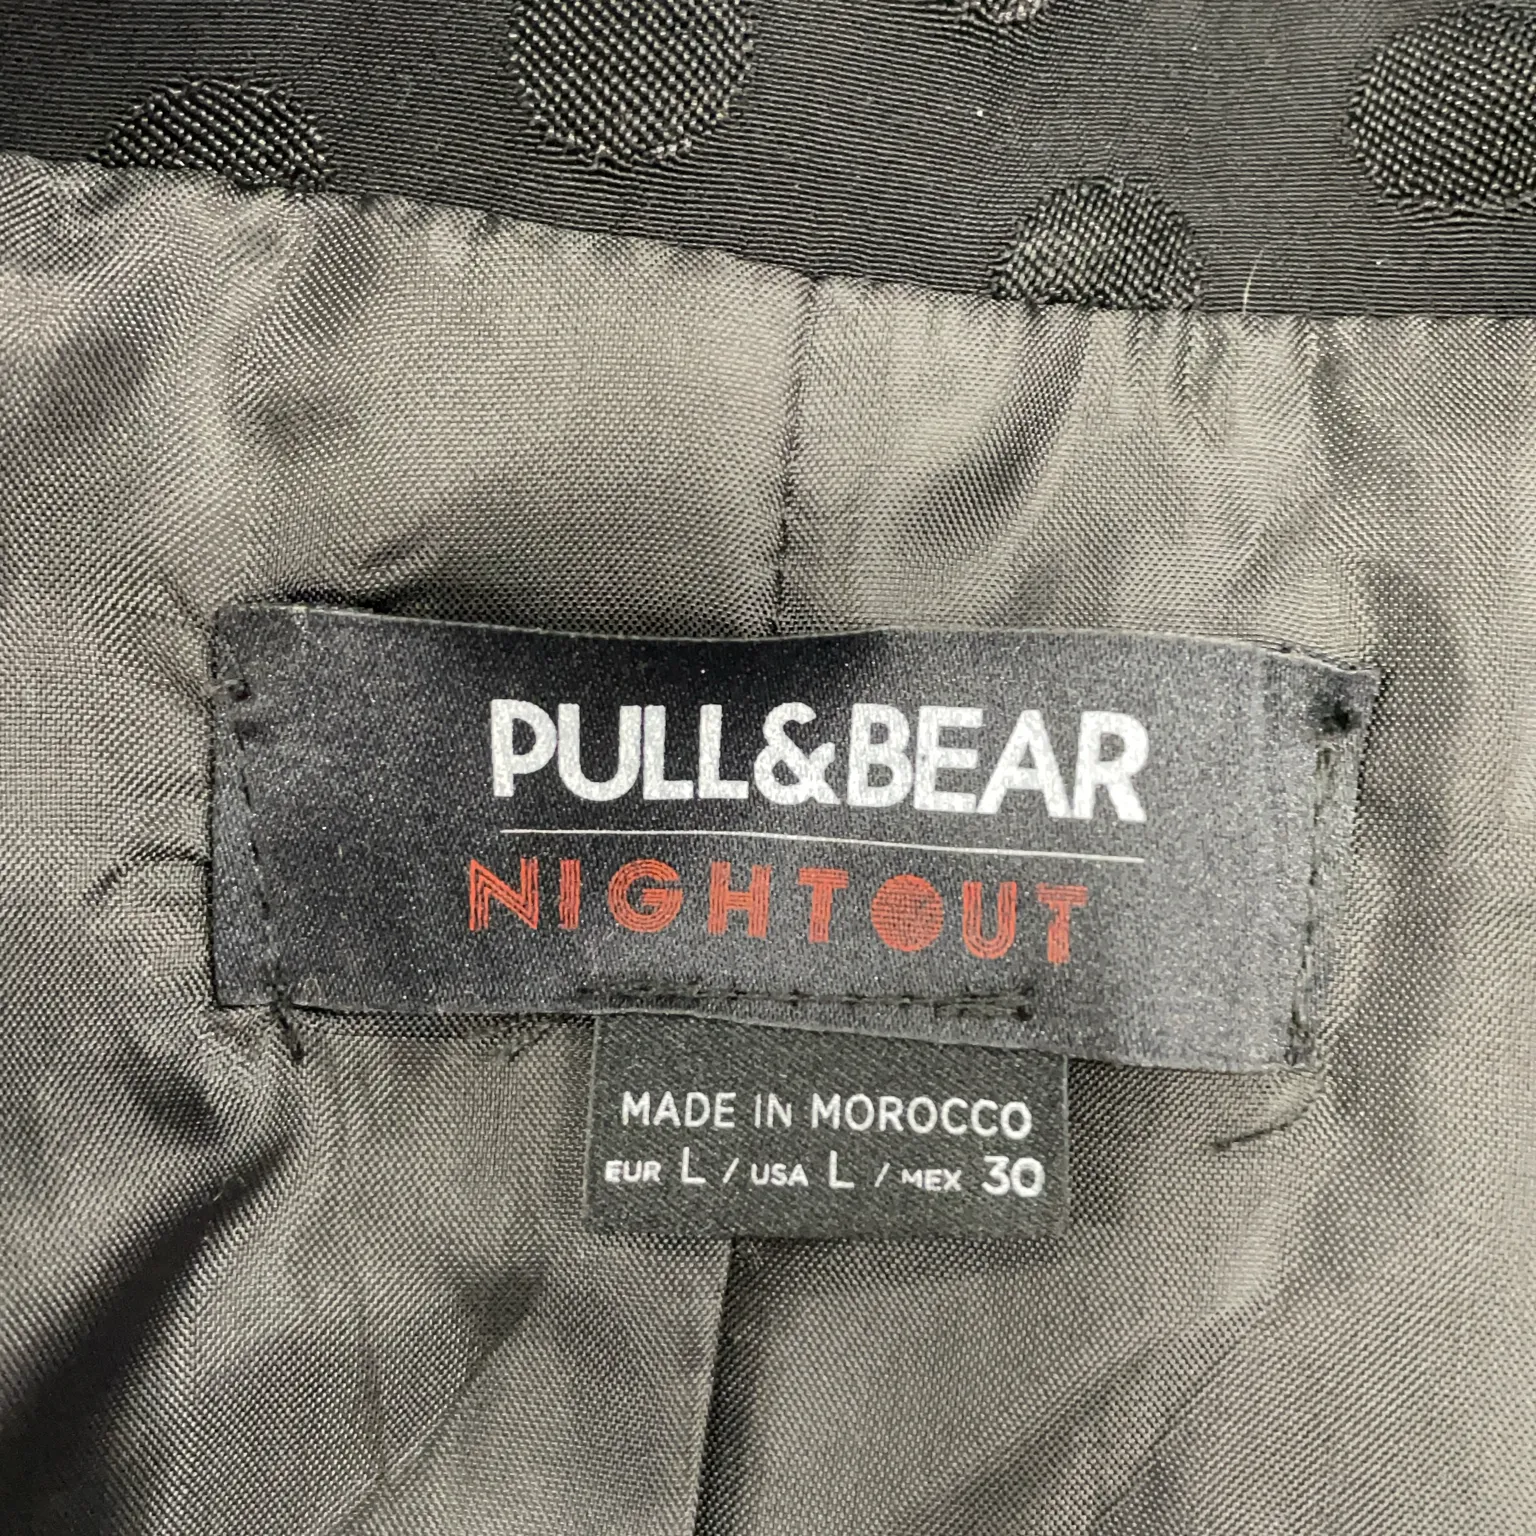 PULL&BEAR
NIGHTOUT
MADE IN MOROCCO
EUR L / USA L / MEX 30